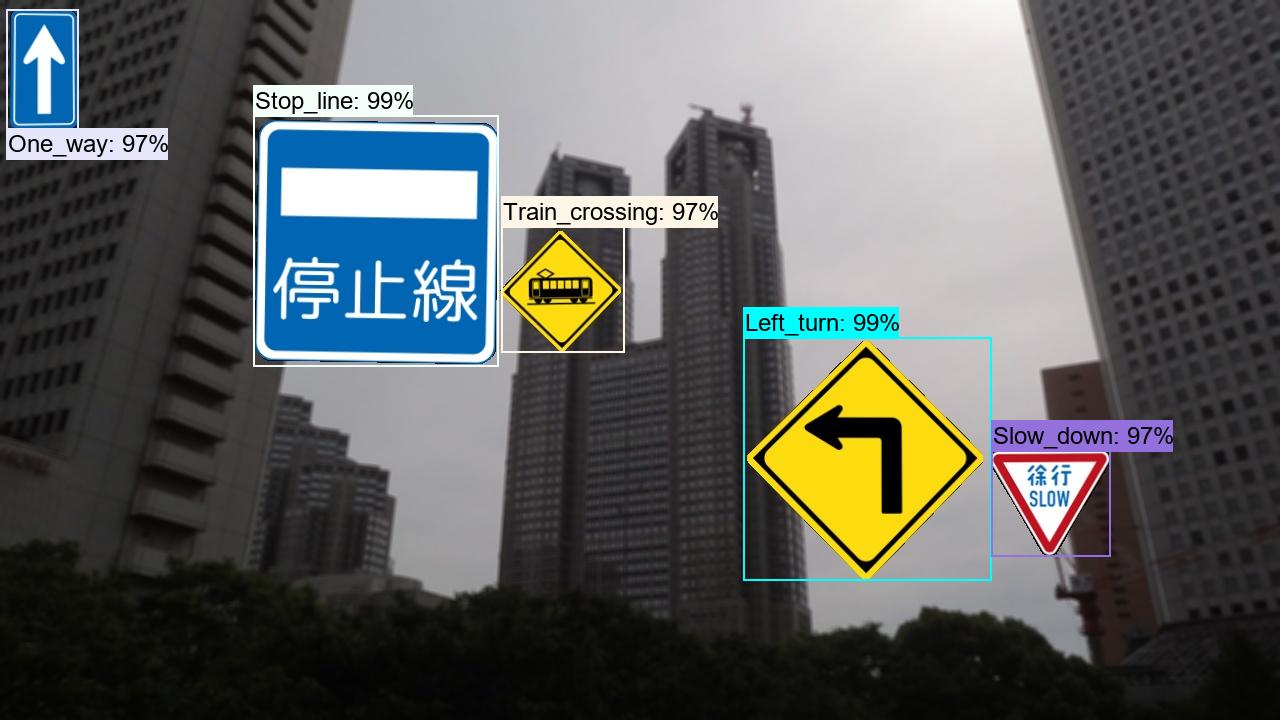 One_way: 97%
Stop_line: 99%
停止線
Train_crossing: 97%
Left_turn: 99%
Slow_down: 97%
徐行
SLOW